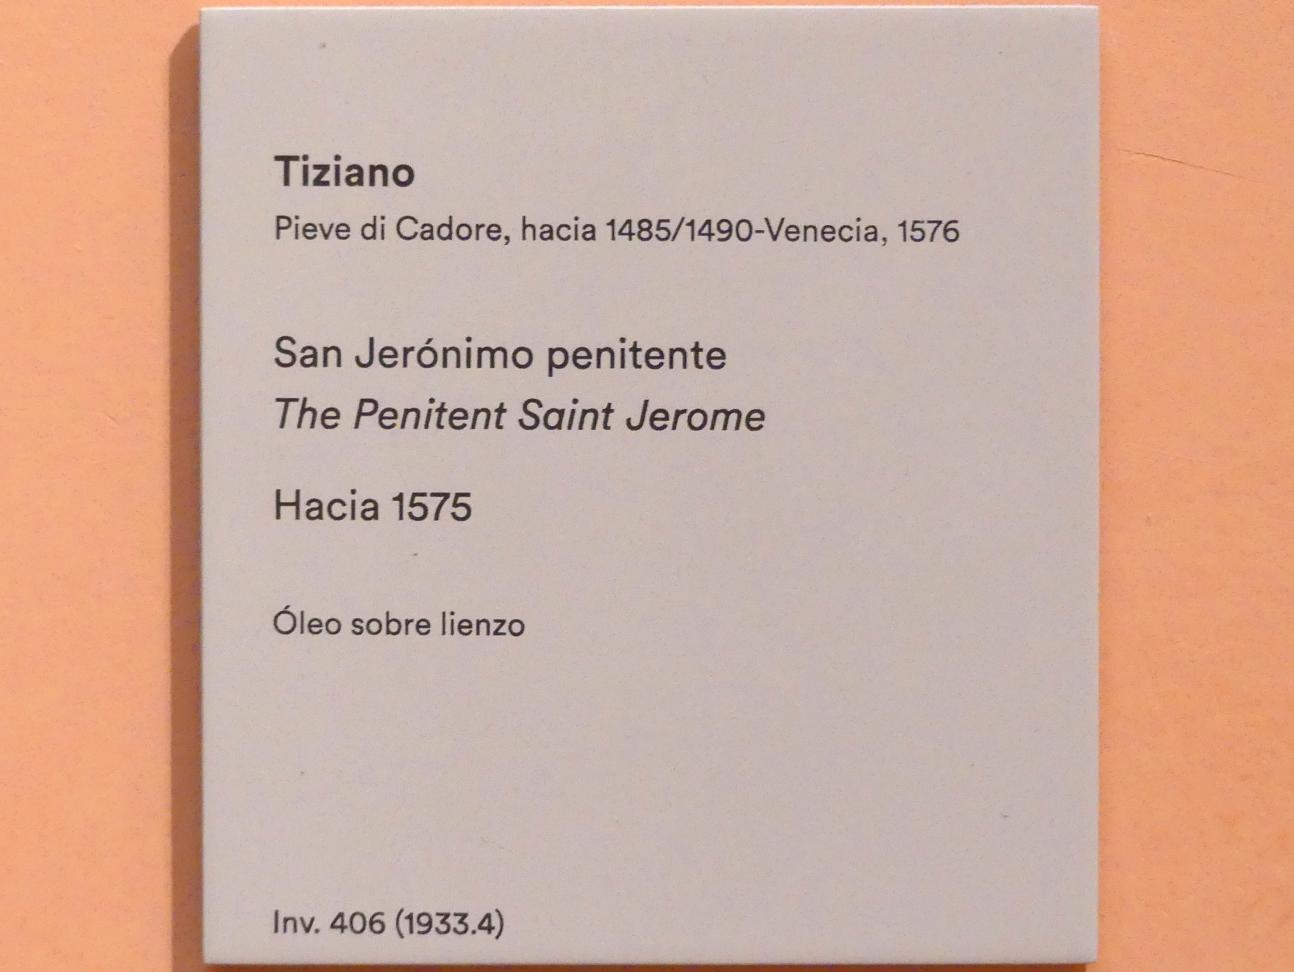 Tiziano
Pieve di Cadore, hacia 1485/1490-Venecia, 1576
San Jerónimo penitente
The Penitent Saint Jerome
Hacia 1575
Óleo sobre lienzo
Inv. 406 (1933.4)